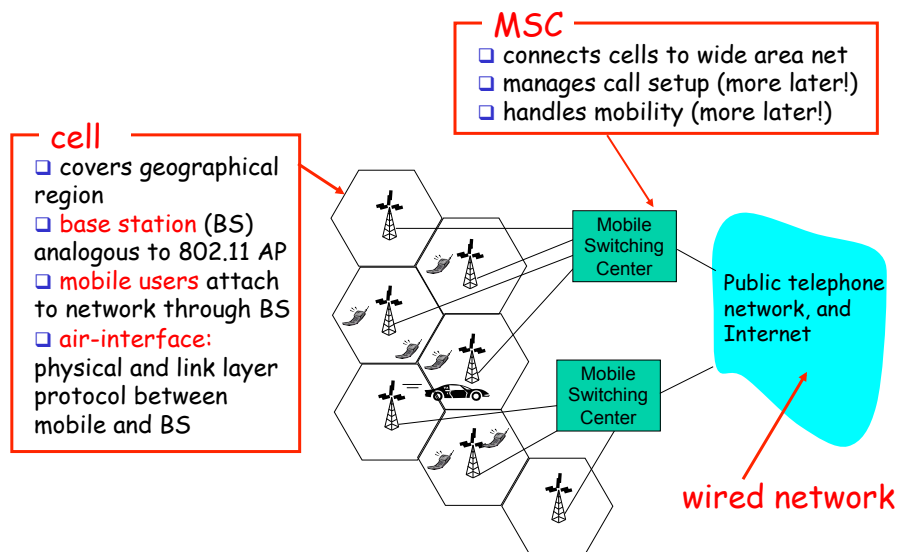 MSC
❑ connects cells to wide area net
❑ manages call setup (more later!)
❑ handles mobility (more later!)
cell
❑ covers geographical
region
❑ base station (BS)
analogous to 802.11 AP
❑ mobile users attach
to network through BS
❑ air-interface:
physical and link layer
protocol between
mobile and BS
Mobile
Switching
Center
Public telephone
network, and
Internet
Mobile
Switching
Center
wired network